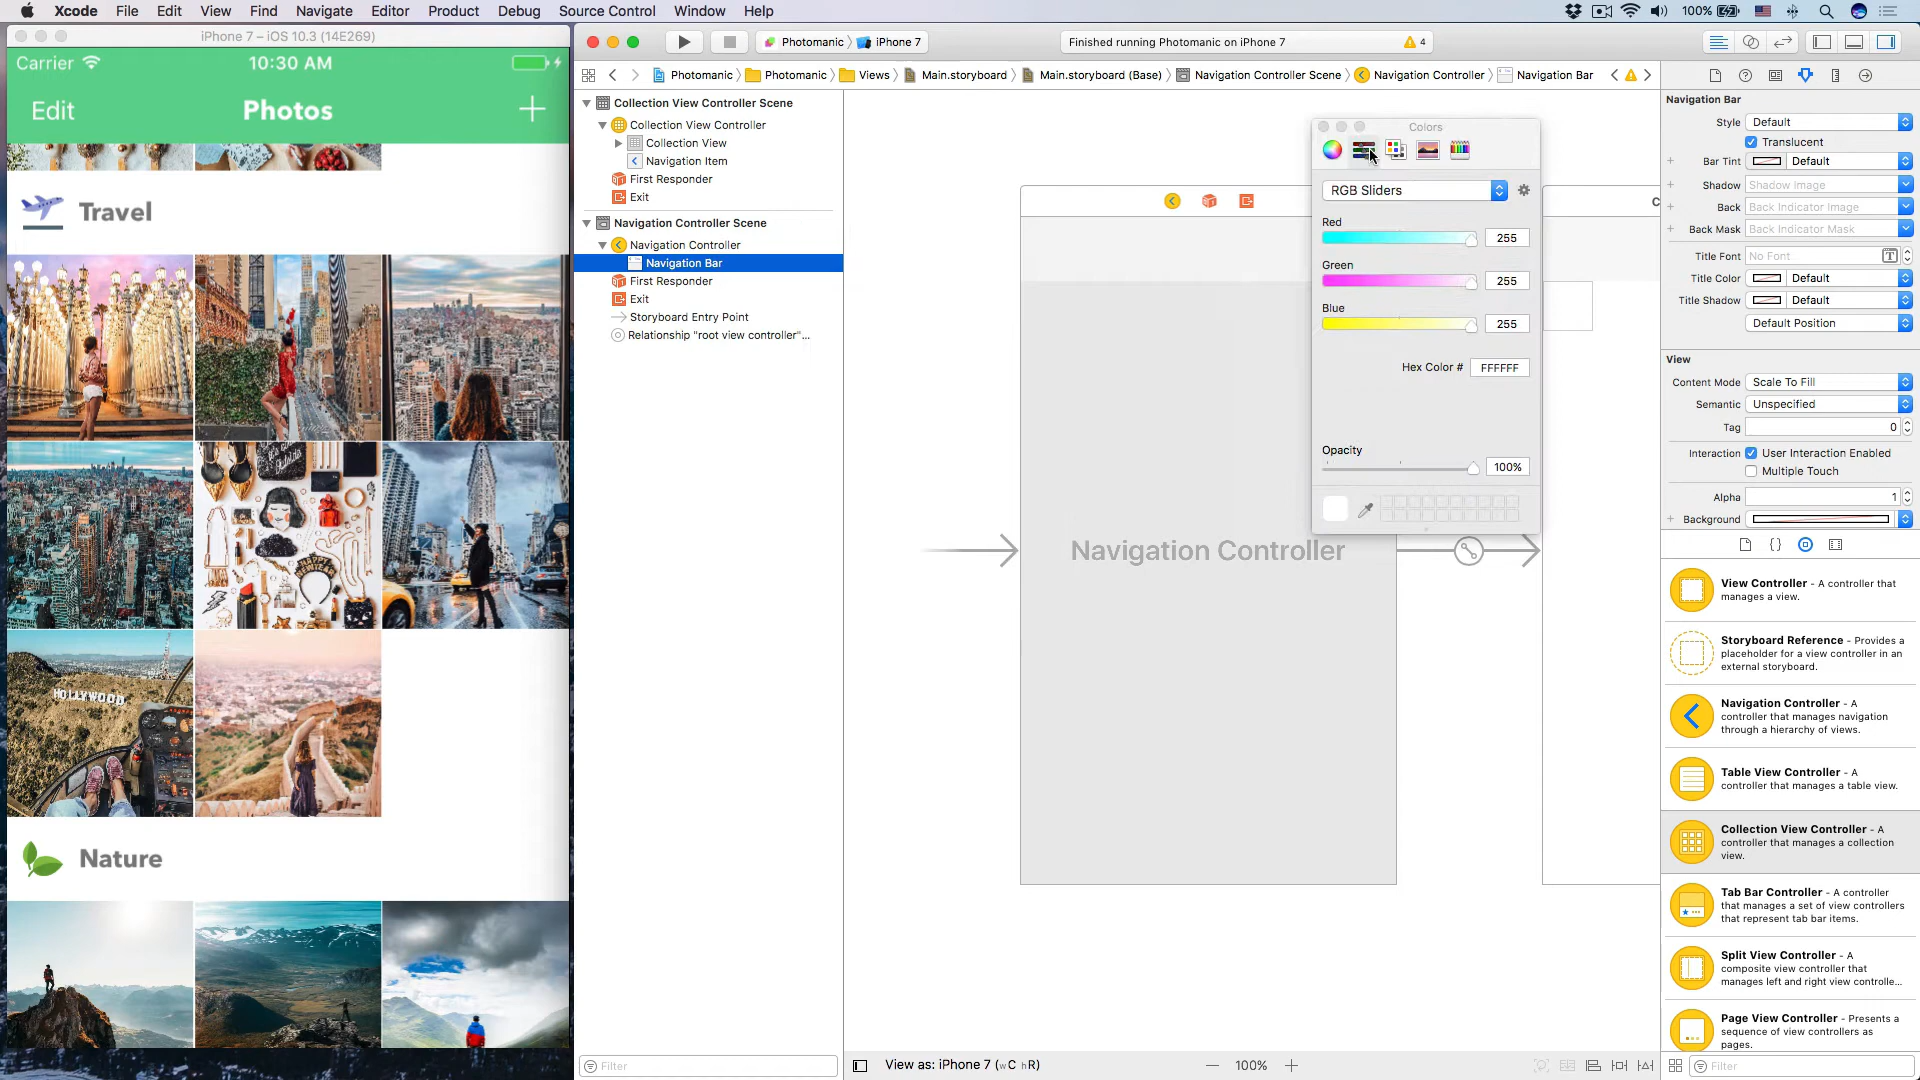 Xcode File Edit View Find Navigate Editor Product Debug Source Control Window Help
100%
iPhone 7 – iOS 10.3 (14E269)
Carrier 10:30 AM
Edit Photos +
Travel
HOLLYWOOD
Nature
Photomanic iPhone 7
Finished running Photomanic on iPhone 7
4
Photomanic Photomanic Views Main.storyboard Main.storyboard (Base) Navigation Controller Scene Navigation Controller Navigation Bar
Collection View Controller Scene
Collection View Controller
Collection View
Navigation Item
First Responder
Exit
Navigation Controller Scene
Navigation Controller
Navigation Bar
First Responder
Exit
Storyboard Entry Point
Relationship "root view controller"...
Filter
C
Navigation Controller
View as: iPhone 7 (wC hR)
100%
Colors
RGB Sliders
Red
255
Green
255
Blue
255
Hex Color # FFFFFF
Opacity
100%
Navigation Bar
Style Default
Translucent
Bar Tint Default
Shadow Shadow Image
Back Back Indicator Image
Back Mask Back Indicator Mask
Title Font No Font
Title Color Default
Title Shadow Default
Default Position
View
Content Mode Scale To Fill
Semantic Unspecified
Tag 0
Interaction User Interaction Enabled
Multiple Touch
Alpha 1
Background
View Controller - A controller that
manages a view.
Storyboard Reference - Provides a
placeholder for a view controller in an
external storyboard.
Navigation Controller - A
controller that manages navigation
through a hierarchy of views.
Table View Controller - A
controller that manages a table view.
Collection View Controller - A
controller that manages a collection
view.
Tab Bar Controller - A controller
that manages a set of view controllers
that represent tab bar items.
Split View Controller - A
composite view controller that
manages left and right view controlle...
Page View Controller - Presents a
sequence of view controllers as
pages.
Filter